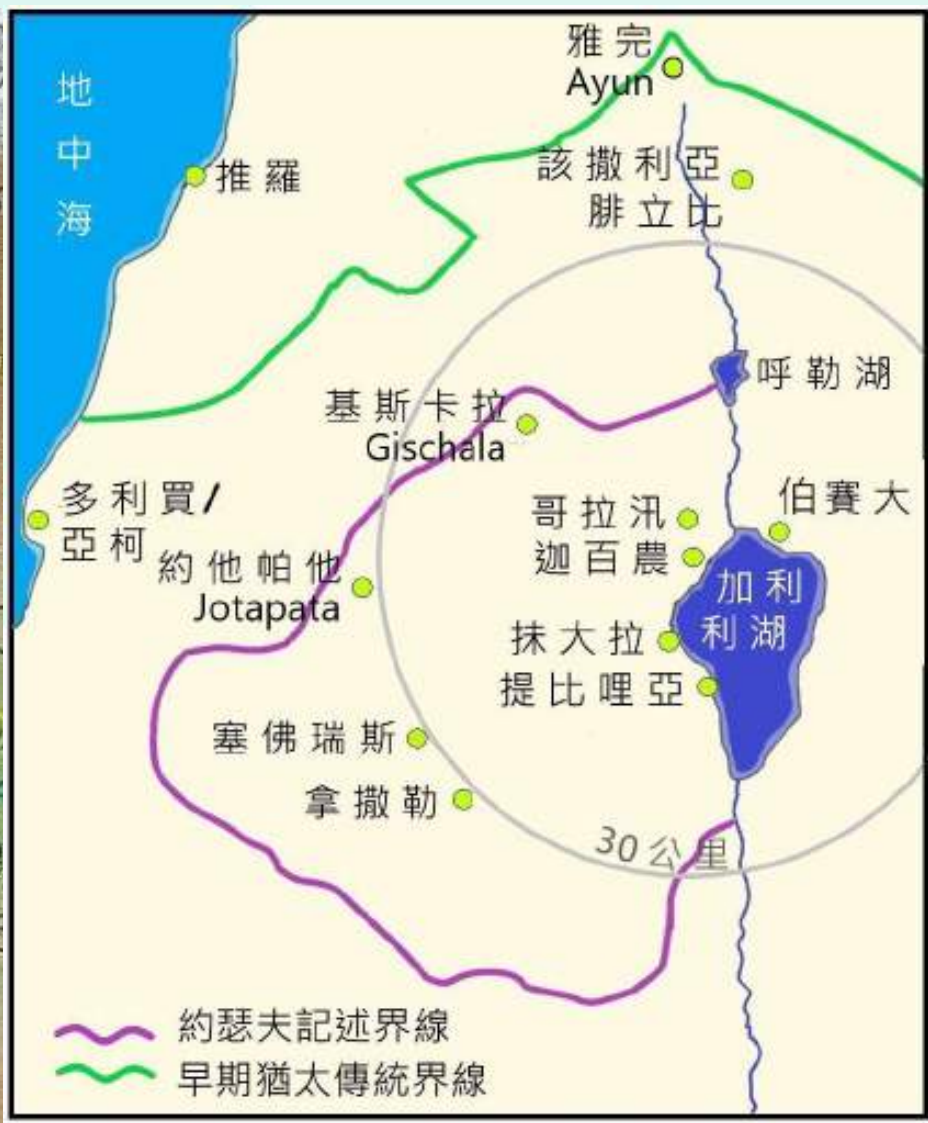 地
中
海
雅完
Ayun
推羅
該撒利亞
腓立比
呼勒湖
基斯卡拉
Gischala
多利買/
亞柯
伯賽大
哥拉汛
迦百農
約他帕他
Jotapata
加利
利湖
抹大拉
提比哩亞
塞佛瑞斯
拿撒勒
30公里
約瑟夫記述界線
早期猶太傳統界線